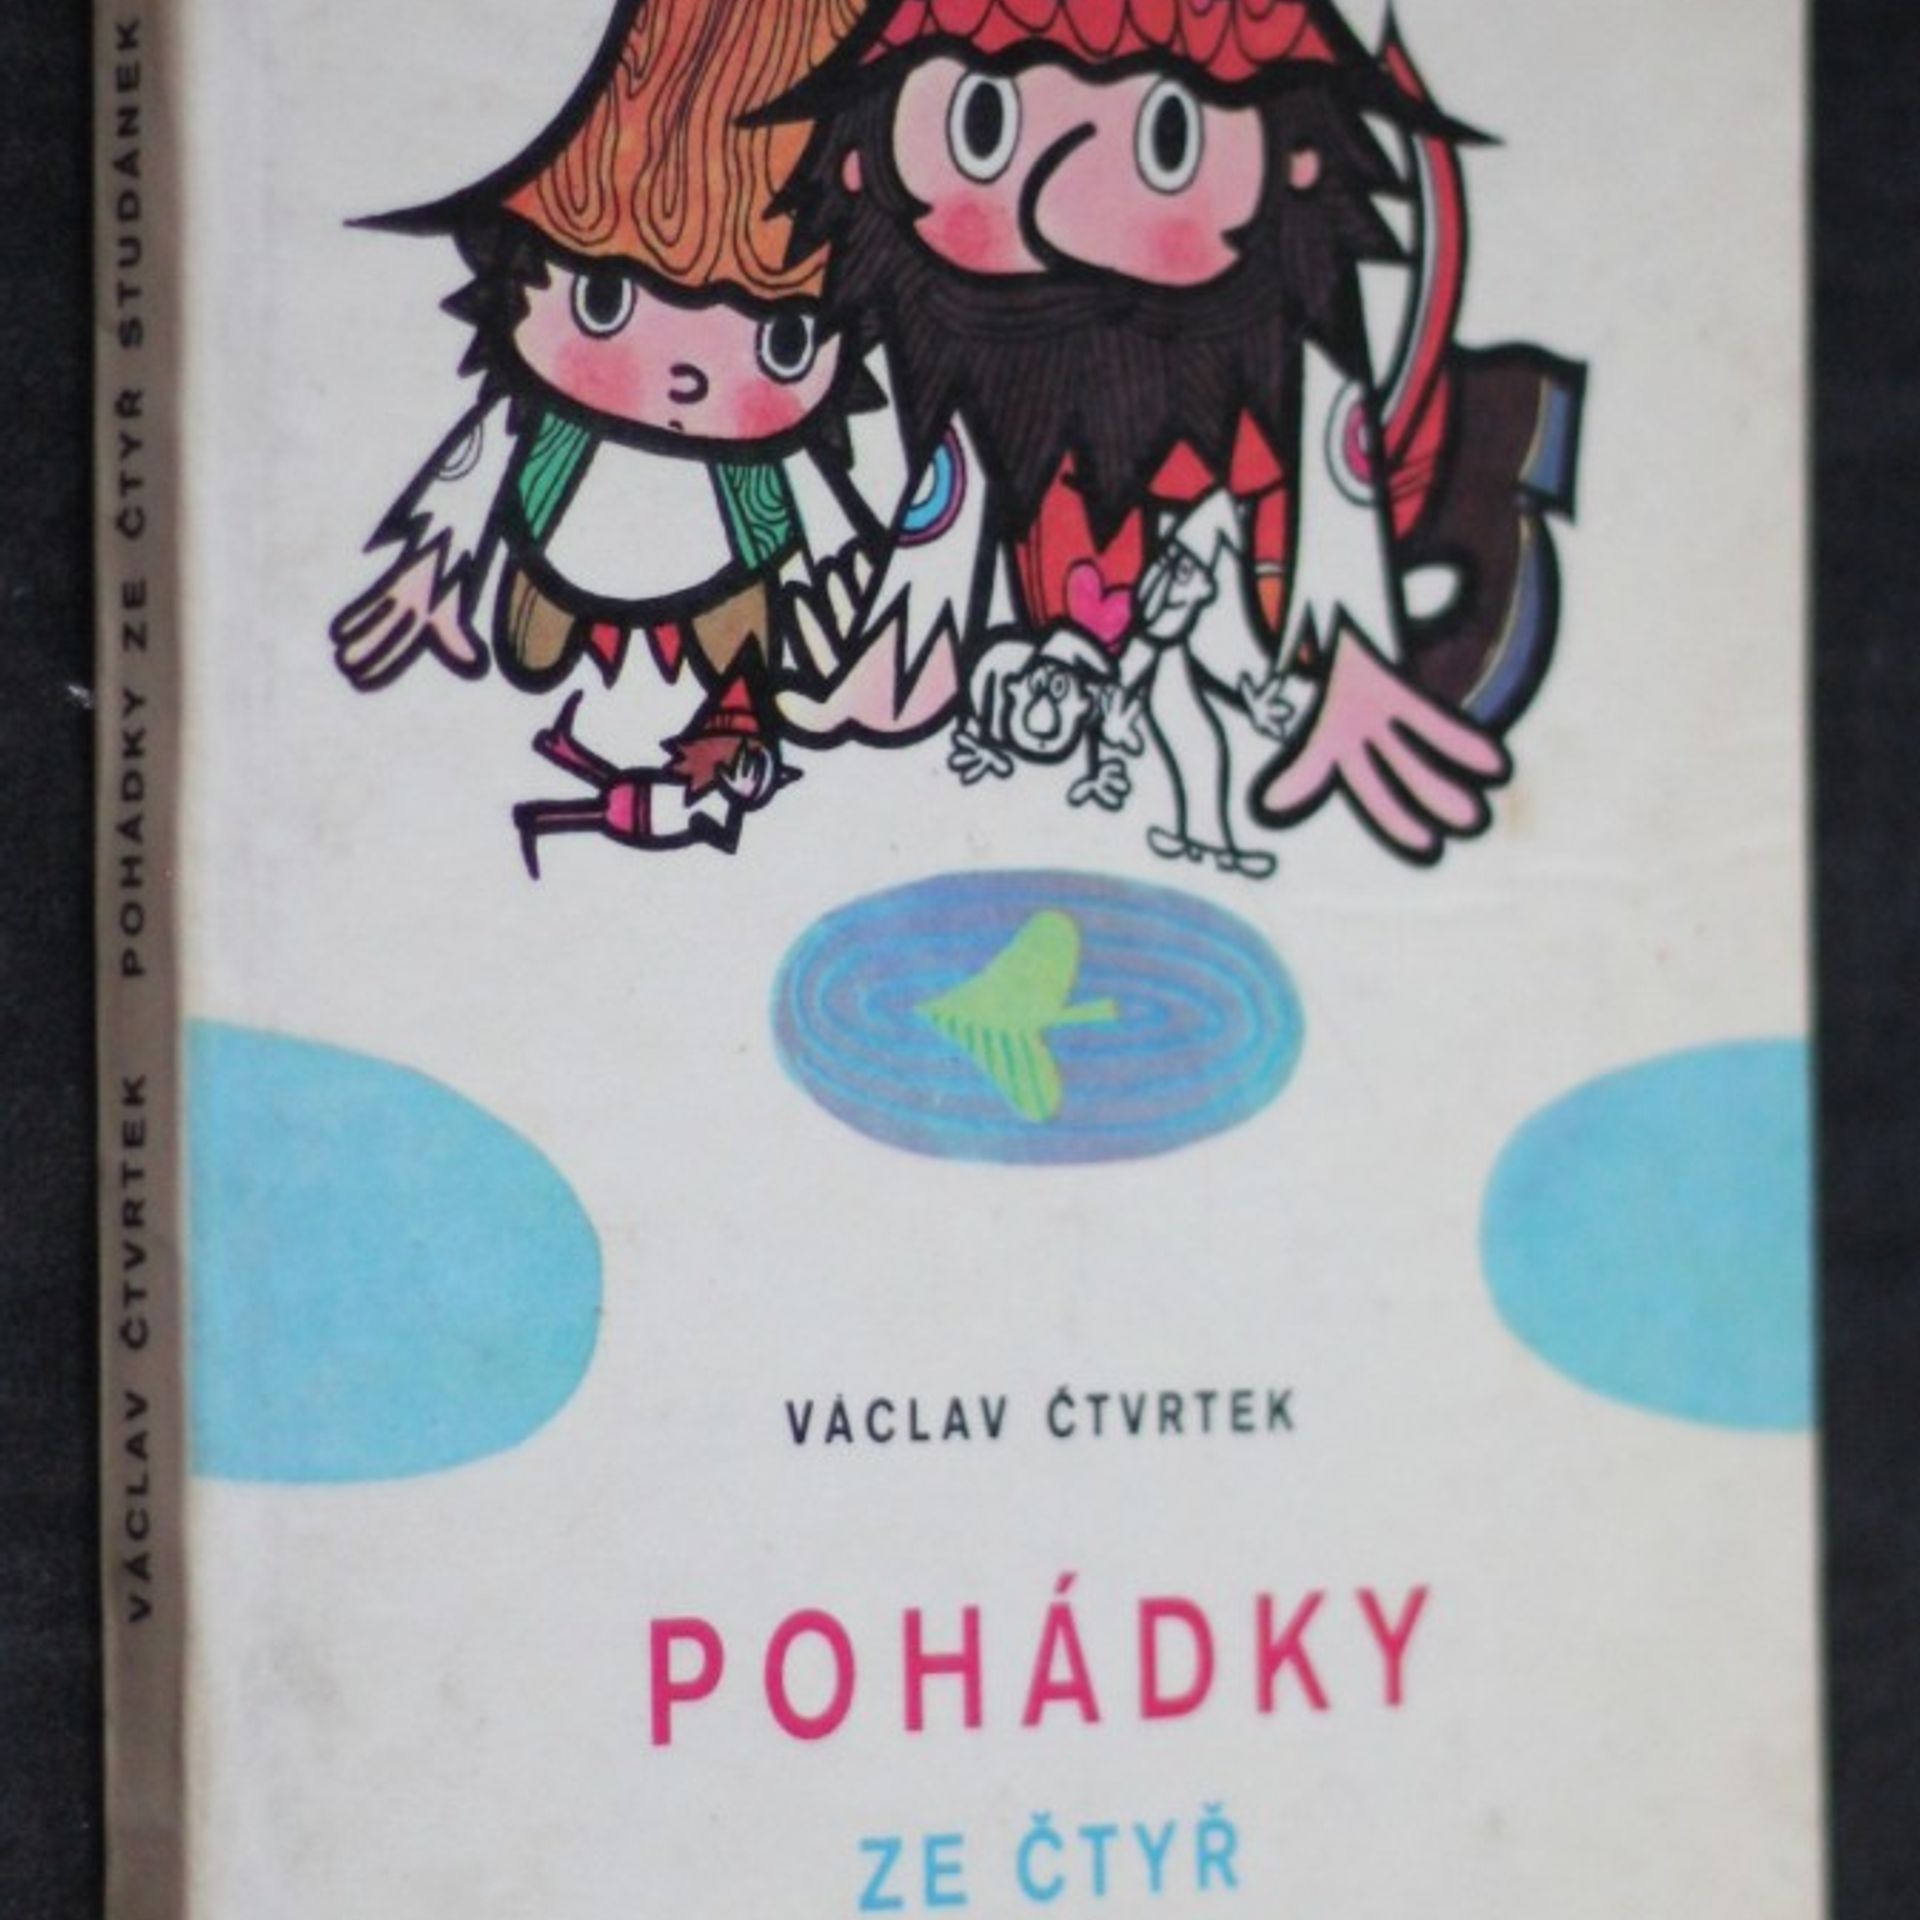 VÁCLAV ČTVRTEK POHÁDKY ZE ČTYŘ STUDÁNEK
VÁCLAV ČTVRTEK
POHÁDKY
ZE ČTYŘ